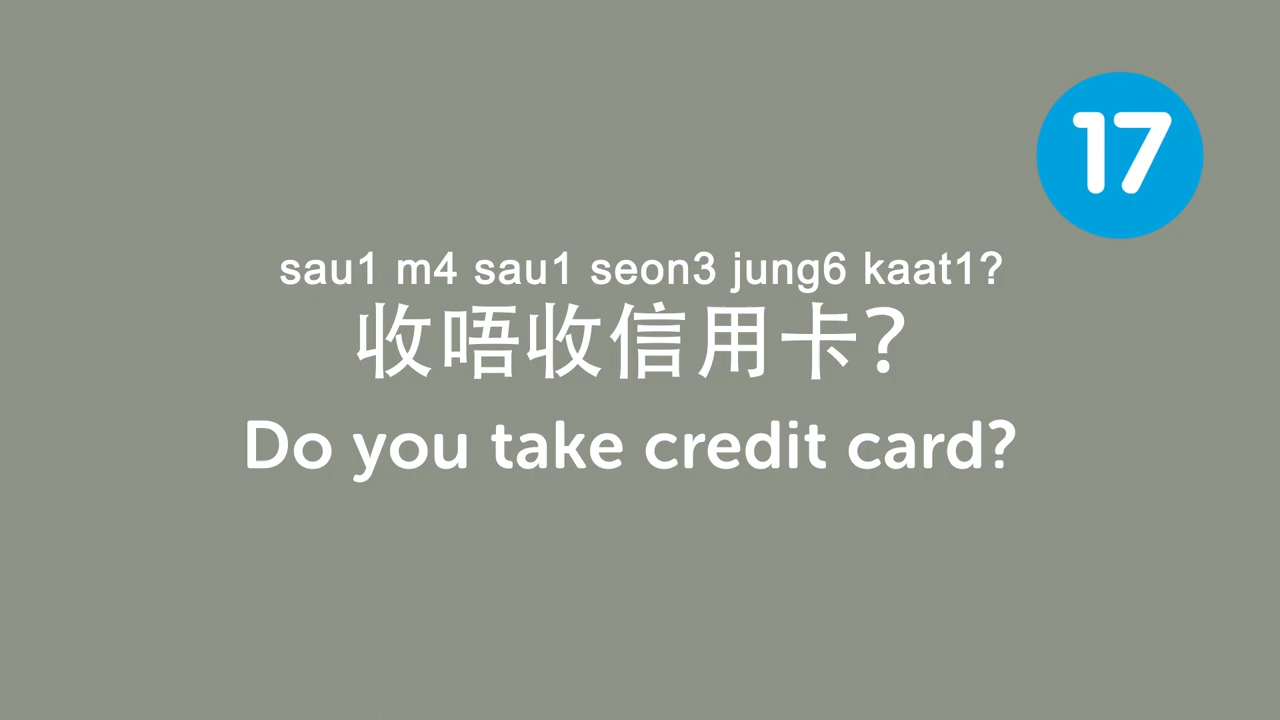 17
sau1 m4 sau1 seon3 jung6 kaat1?
收唔收信用卡？
Do you take credit card?